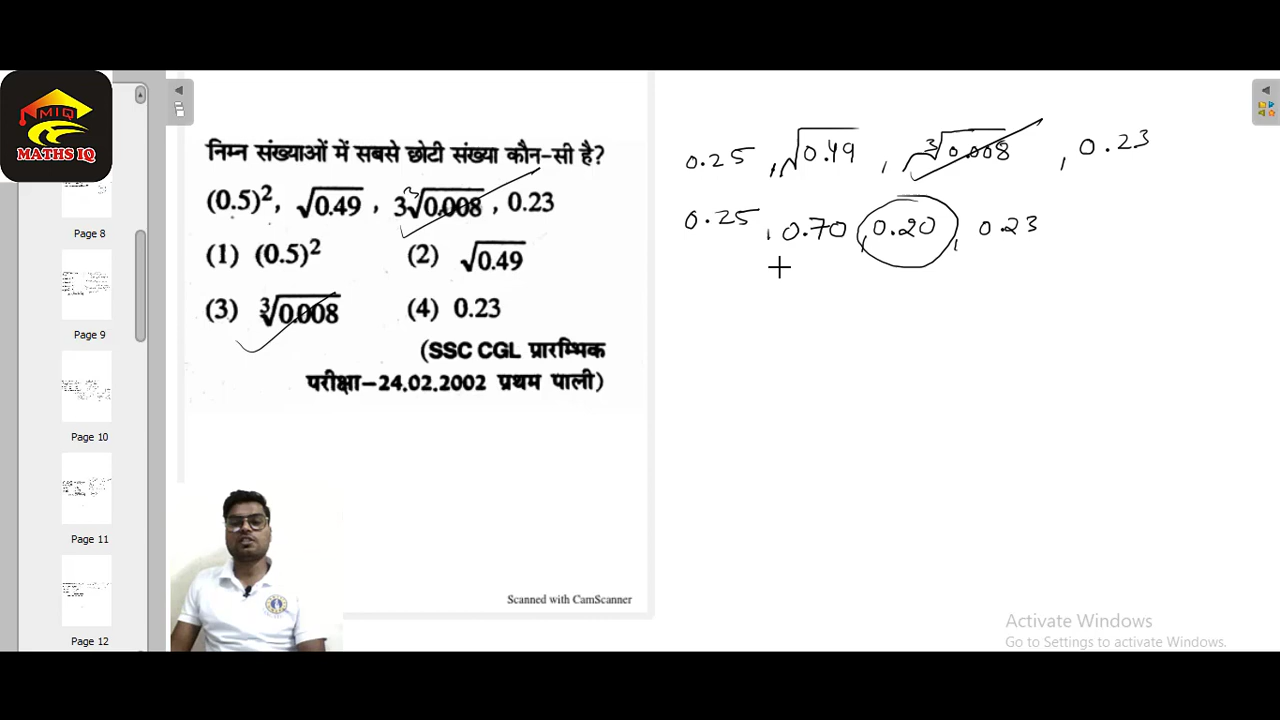 MIQ
MATHS IQ
Page 8
Page 9
Page 10
Page 11
Page 12
निम्न संख्याओं में सबसे छोटी संख्या कौन-सी है?
(0.5)², √0.49, 3√0.008, 0.23
(1) (0.5)² (2) √0.49
(3) ∛0.008 (4) 0.23
(SSC CGL प्रारम्भिक
परीक्षा–24.02.2002 प्रथम पाली)
Scanned with CamScanner
0.25, √0.49, ∛0.008, 0.23
0.25, 0.70, 0.20, 0.23
Activate Windows
Go to Settings to activate Windows.